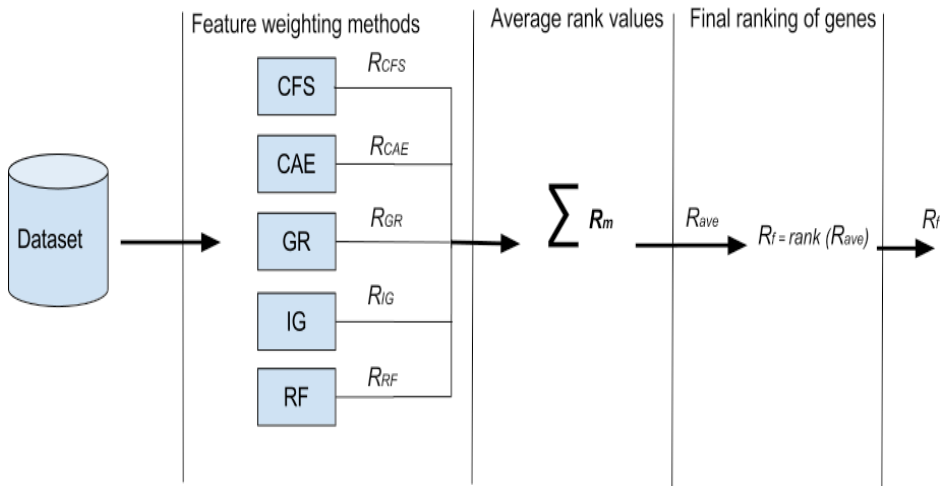 Feature weighting methods
Average rank values
Final ranking of genes
Dataset
CFS
RCFS
CAE
RCAE
GR
RGR
IG
RIG
RF
RRF
∑ Rm
Rave
Rf = rank (Rave)
Rf